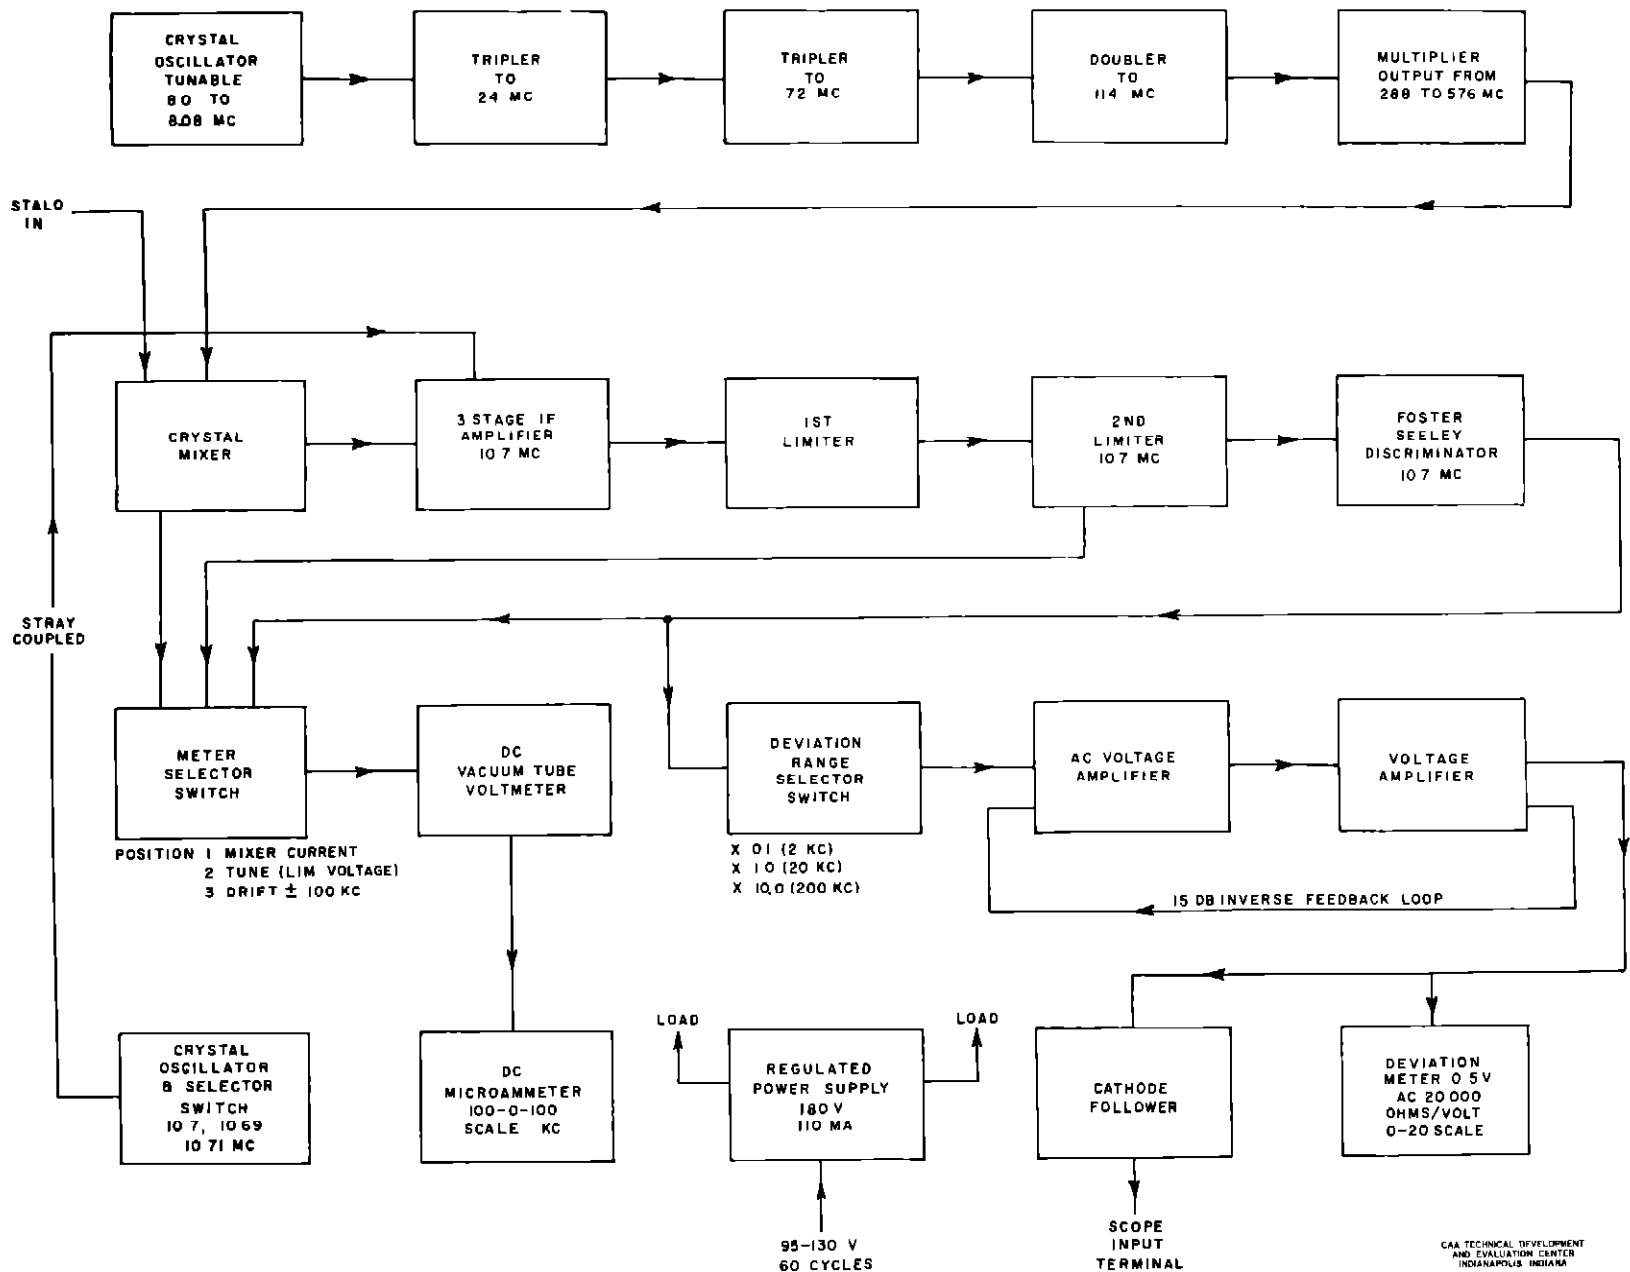 CRYSTAL
OSCILLATOR
TUNABLE
8.0 TO
8.08 MC
TRIPLER
TO
24 MC
TRIPLER
TO
72 MC
DOUBLER
TO
114 MC
MULTIPLIER
OUTPUT FROM
288 TO 576 MC
STALO
IN
CRYSTAL
MIXER
3 STAGE IF
AMPLIFIER
10 7 MC
1ST
LIMITER
2ND
LIMITER
10 7 MC
FOSTER
SEELEY
DISCRIMINATOR
10 7 MC
STRAY
COUPLED
METER
SELECTOR
SWITCH
DC
VACUUM TUBE
VOLTMETER
DEVIATION
RANGE
SELECTOR
SWITCH
AC VOLTAGE
AMPLIFIER
VOLTAGE
AMPLIFIER
POSITION 1 MIXER CURRENT
2 TUNE (LIM VOLTAGE)
3 DRIFT ± 100 KC
X 0 1 (2 KC)
X 1 0 (20 KC)
X 10,0 (200 KC)
15 DB INVERSE FEEDBACK LOOP
CRYSTAL
OSCILLATOR
& SELECTOR
SWITCH
10 7, 10 69
10 71 MC
DC
MICROAMMETER
100-0-100
SCALE KC
LOAD
LOAD
REGULATED
POWER SUPPLY
180 V
110 MA
CATHODE
FOLLOWER
DEVIATION
METER 0 5 V
AC 20 000
OHMS/VOLT
0-20 SCALE
95-130 V
60 CYCLES
SCOPE
INPUT
TERMINAL
CAA TECHNICAL DEVELOPMENT
AND EVALUATION CENTER
INDIANAPOLIS INDIANA